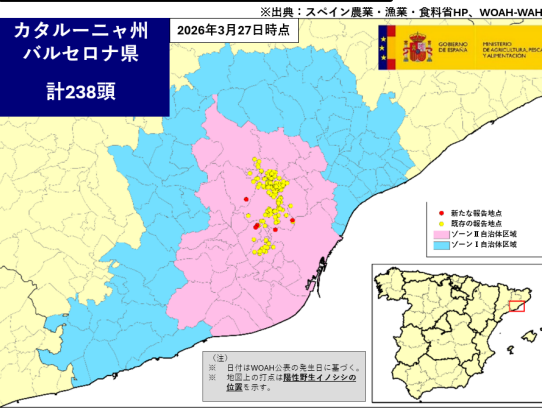 ※出典：スペイン農業・漁業・食料省HP、WOAH-WAH
カタルーニャ州
バルセロナ県
計238頭
2026年3月27日時点
GOBIERNO
DE ESPAÑA
MINISTERIO
DE AGRICULTURA, PESCA
Y ALIMENTACIÓN
新たな報告地点
既存の報告地点
ゾーンⅡ自治体区域
ゾーンⅠ自治体区域
（注）
※ 日付はWOAH公表の発生日に基づく。
※ 地図上の打点は陽性野生イノシシの
位置を示す。